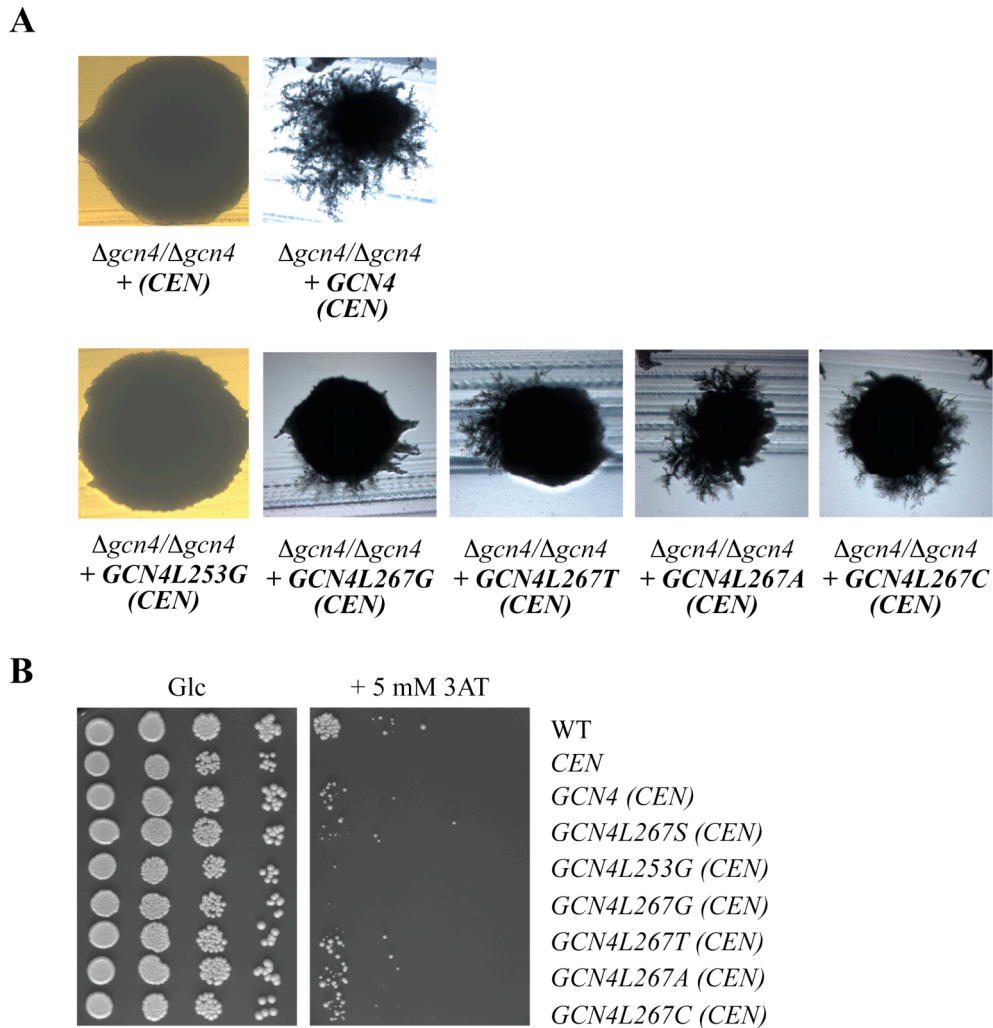 A
Δgcn4/Δgcn4
+ (CEN)
Δgcn4/Δgcn4
+ GCN4
(CEN)
Δgcn4/Δgcn4
+ GCN4L253G
(CEN)
Δgcn4/Δgcn4
+ GCN4L267G
(CEN)
Δgcn4/Δgcn4
+ GCN4L267T
(CEN)
Δgcn4/Δgcn4
+ GCN4L267A
(CEN)
Δgcn4/Δgcn4
+ GCN4L267C
(CEN)
B
Glc
+ 5 mM 3AT
WT
CEN
GCN4 (CEN)
GCN4L267S (CEN)
GCN4L253G (CEN)
GCN4L267G (CEN)
GCN4L267T (CEN)
GCN4L267A (CEN)
GCN4L267C (CEN)